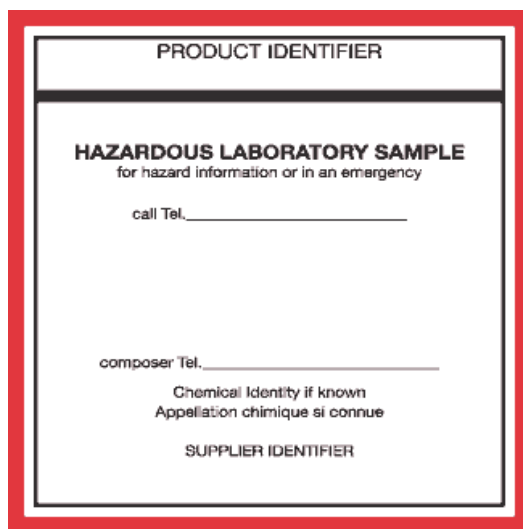 PRODUCT IDENTIFIER
HAZARDOUS LABORATORY SAMPLE
for hazard information or in an emergency
call Tel.
composer Tel.
Chemical Identity if known
Appellation chimique si connue
SUPPLIER IDENTIFIER